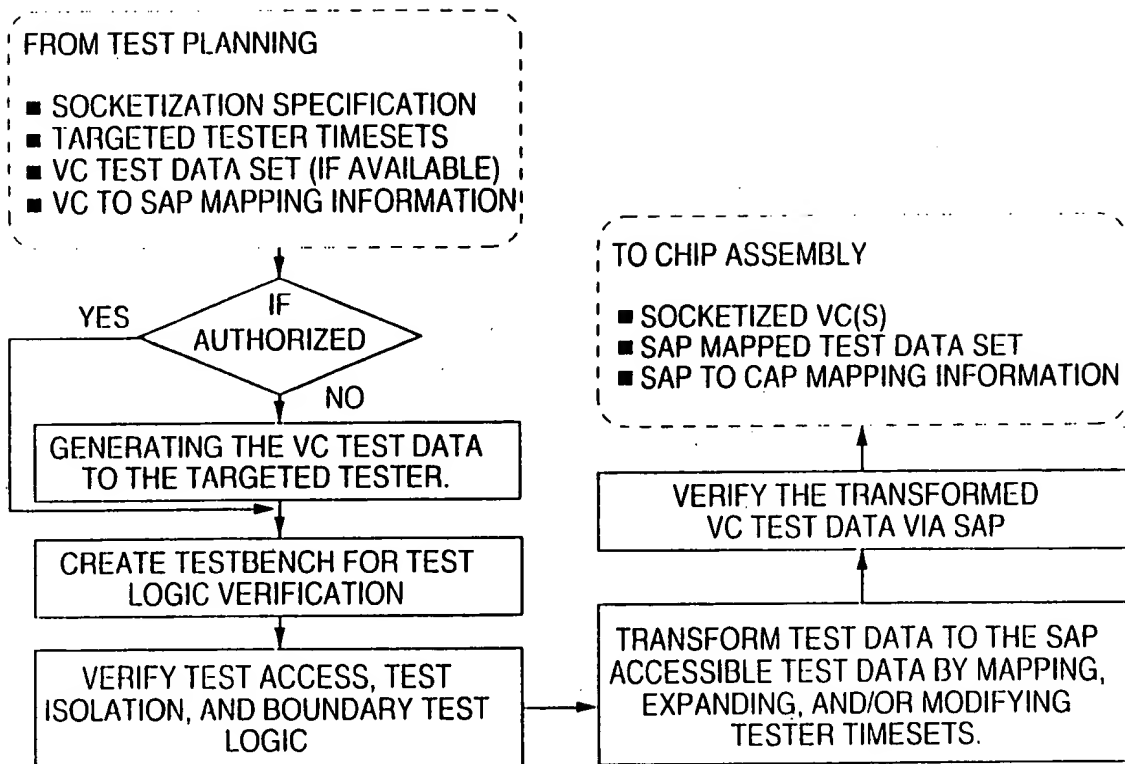 FROM TEST PLANNING
■ SOCKETIZATION SPECIFICATION
■ TARGETED TESTER TIMESETS
■ VC TEST DATA SET (IF AVAILABLE)
■ VC TO SAP MAPPING INFORMATION
IF
AUTHORIZED
YES
NO
GENERATING THE VC TEST DATA
TO THE TARGETED TESTER.
CREATE TESTBENCH FOR TEST
LOGIC VERIFICATION
VERIFY TEST ACCESS, TEST
ISOLATION, AND BOUNDARY TEST
LOGIC
TRANSFORM TEST DATA TO THE SAP
ACCESSIBLE TEST DATA BY MAPPING,
EXPANDING, AND/OR MODIFYING
TESTER TIMESETS.
VERIFY THE TRANSFORMED
VC TEST DATA VIA SAP
TO CHIP ASSEMBLY
■ SOCKETIZED VC(S)
■ SAP MAPPED TEST DATA SET
■ SAP TO CAP MAPPING INFORMATION